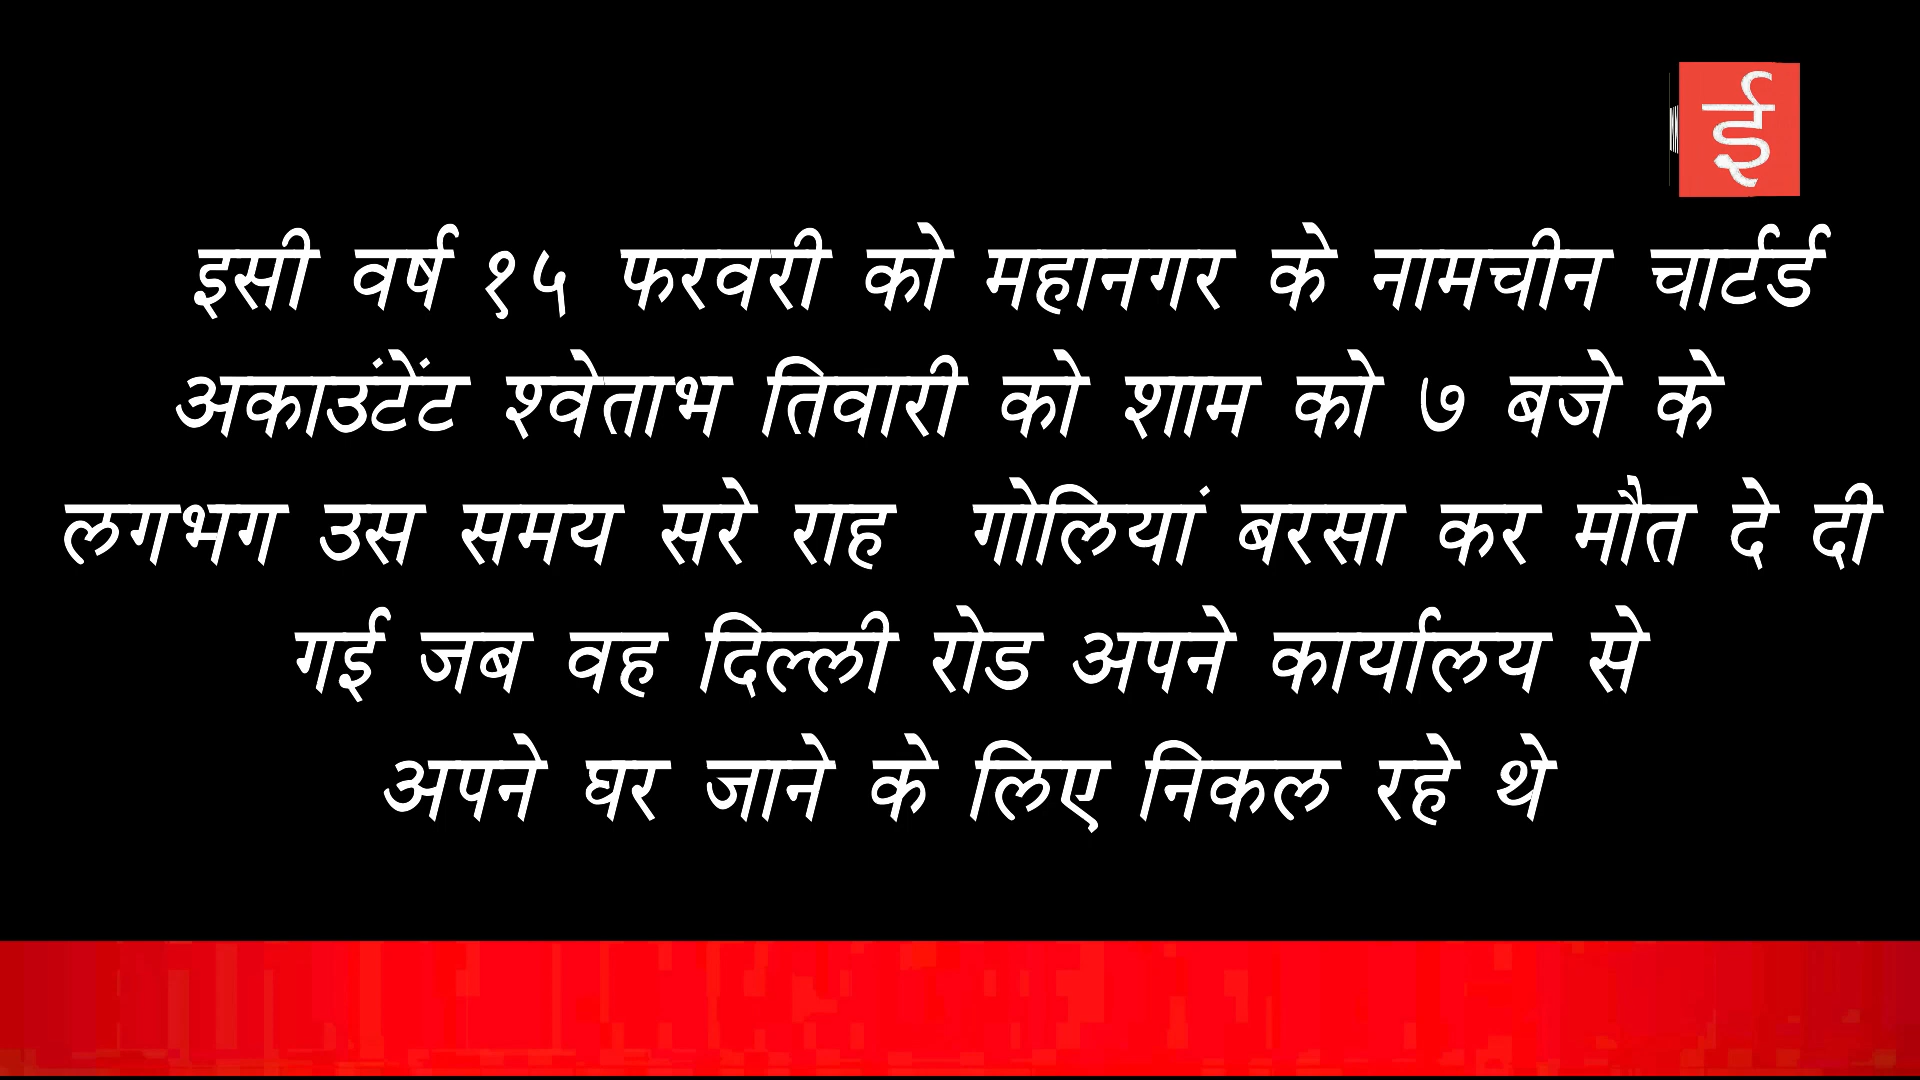 ई
इसी वर्ष १५ फरवरी को महानगर के नामचीन चार्टर्ड
अकाउंटेंट श्वेताभ तिवारी को शाम को ७ बजे के
लगभग उस समय सरे राह गोलियां बरसा कर मौत दे दी
गई जब वह दिल्ली रोड अपने कार्यालय से
अपने घर जाने के लिए निकल रहे थे